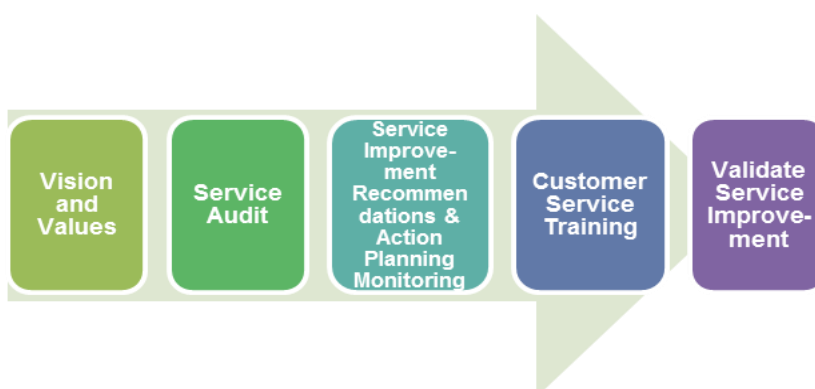 Vision
and
Values
Service
Audit
Service
Improve-
ment
Recommen
dations &
Action
Planning
Monitoring
Customer
Service
Training
Validate
Service
Improve-
ment